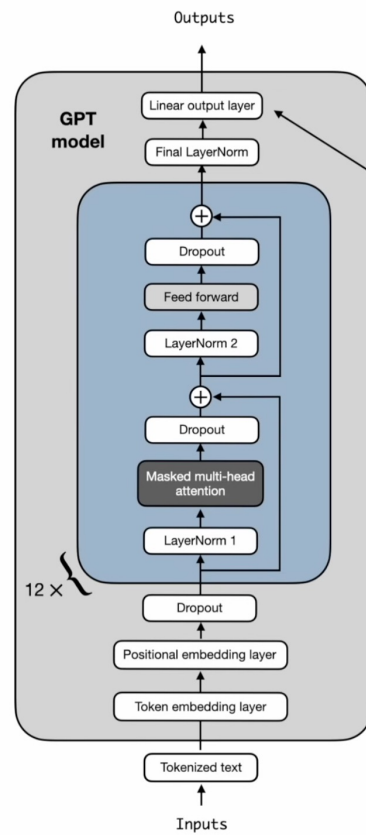 Outputs
Linear output layer
GPT
model
Final LayerNorm
Dropout
Feed forward
LayerNorm 2
Dropout
Masked multi-head
attention
LayerNorm 1
12 ×
Dropout
Positional embedding layer
Token embedding layer
Tokenized text
Inputs